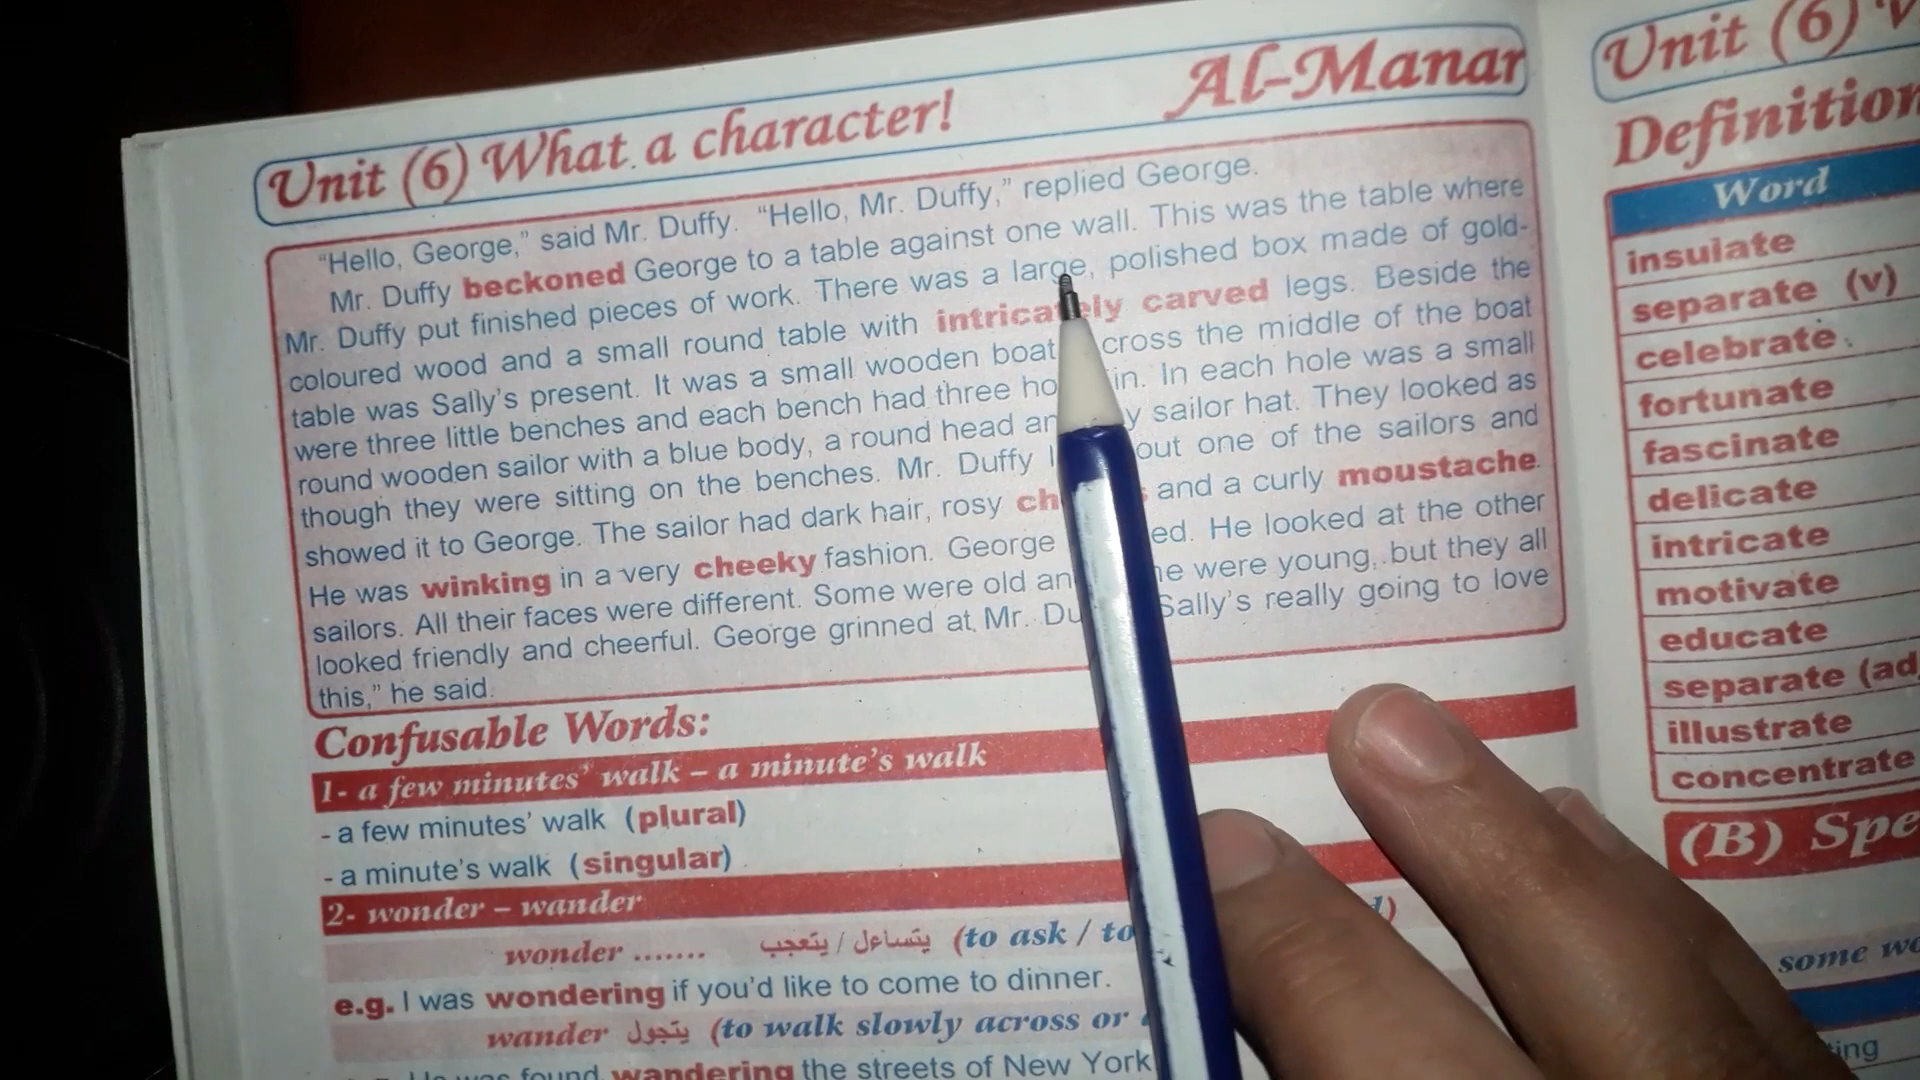 Unit (6) What a character! Al-Manar
"Hello, George," said Mr. Duffy. "Hello, Mr. Duffy," replied George.
Mr. Duffy beckoned George to a table against one wall. This was the table where
Mr. Duffy put finished pieces of work. There was a large, polished box made of gold-
coloured wood and a small round table with intricately carved legs. Beside the
table was Sally's present. It was a small wooden boat cross the middle of the boat
were three little benches and each bench had three in. In each hole was a small
round wooden sailor with a blue body, a round head sailor hat. They looked as
though they were sitting on the benches. Mr. Duffy out one of the sailors and
showed it to George. The sailor had dark hair, rosy and a curly moustache.
He was winking in a very cheeky fashion. George He looked at the other
sailors. All their faces were different. Some were old were young, but they all
looked friendly and cheerful. George grinned at Mr. Sally's really going to love
this," he said.
Confusable Words:
1- a few minutes' walk – a minute's walk
- a few minutes' walk (plural)
- a minute's walk (singular)
2- wonder – wander
wonder ....... يتساءل / يتعجب (to ask / to
e.g. I was wondering if you'd like to come to dinner.
wander يتجول (to walk slowly across or
found wandering the streets of New York
Unit (6)
Definition
Word
insulate
separate (v)
celebrate
fortunate
fascinate
delicate
intricate
motivate
educate
separate (ad
illustrate
concentrate
(B) Spe
some